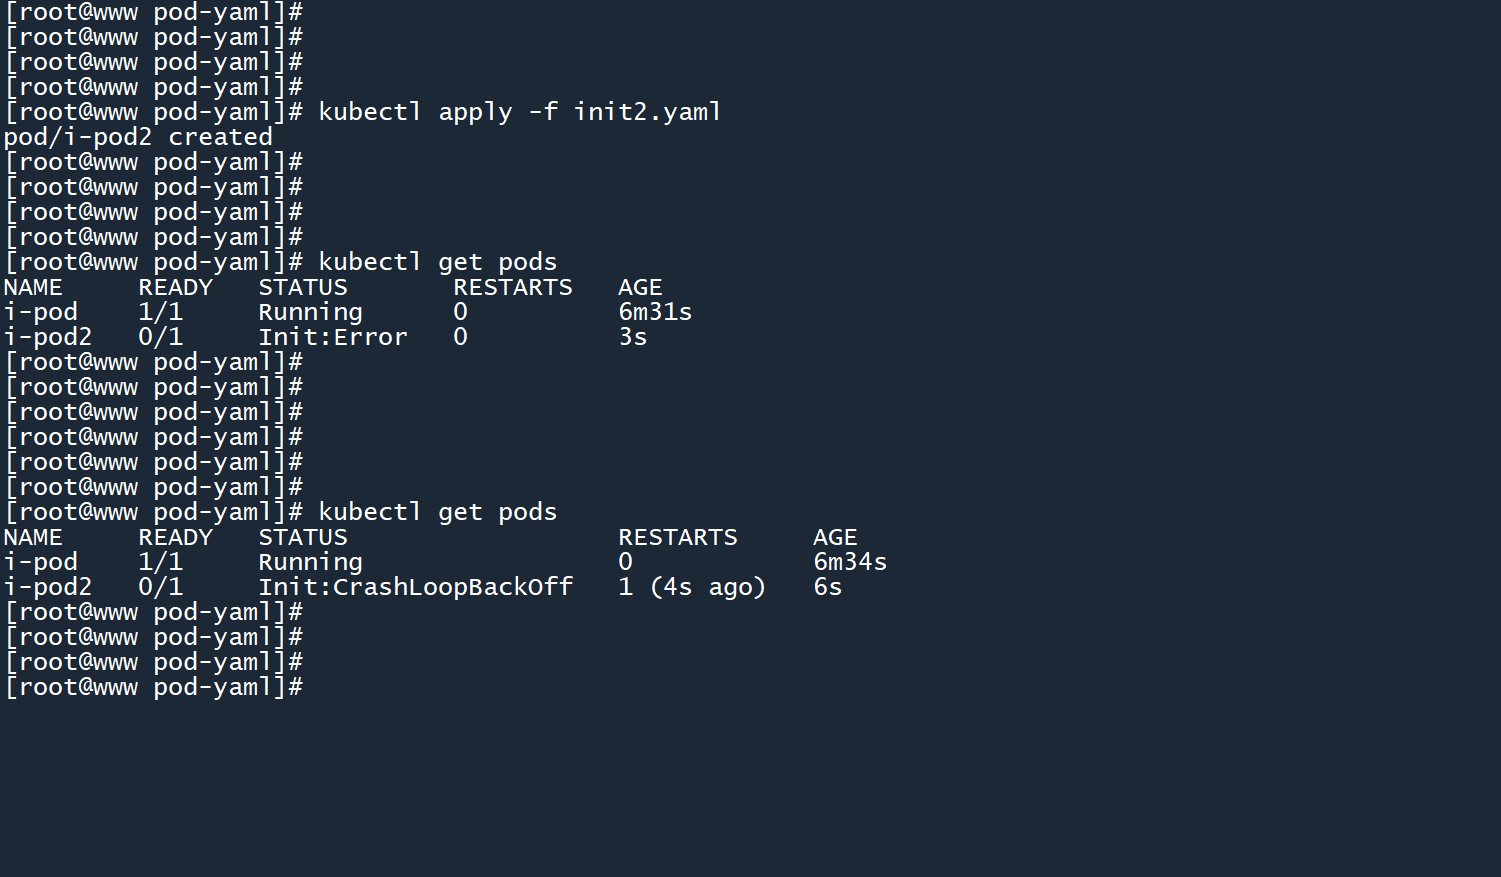 [root@www pod-yaml]#
[root@www pod-yaml]#
[root@www pod-yaml]#
[root@www pod-yaml]#
[root@www pod-yaml]# kubectl apply -f init2.yaml
pod/i-pod2 created
[root@www pod-yaml]#
[root@www pod-yaml]#
[root@www pod-yaml]#
[root@www pod-yaml]#
[root@www pod-yaml]# kubectl get pods
NAME     READY   STATUS       RESTARTS   AGE
i-pod    1/1     Running      0          6m31s
i-pod2   0/1     Init:Error   0          3s
[root@www pod-yaml]#
[root@www pod-yaml]#
[root@www pod-yaml]#
[root@www pod-yaml]#
[root@www pod-yaml]#
[root@www pod-yaml]#
[root@www pod-yaml]# kubectl get pods
NAME     READY   STATUS                  RESTARTS     AGE
i-pod    1/1     Running                 0            6m34s
i-pod2   0/1     Init:CrashLoopBackOff   1 (4s ago)   6s
[root@www pod-yaml]#
[root@www pod-yaml]#
[root@www pod-yaml]#
[root@www pod-yaml]#